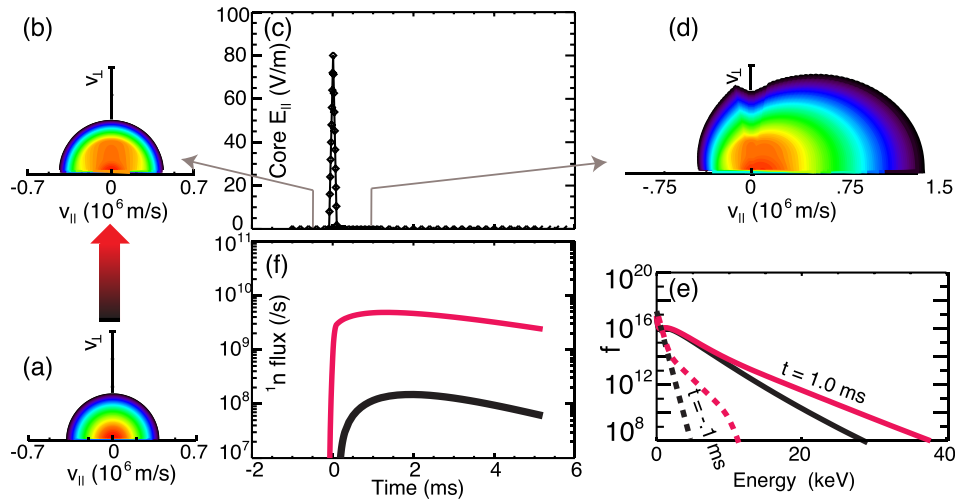 (b)
v⊥
-0.7 0 0.7
v|| (10⁶ m/s)
(a)
v⊥
-0.7 0 0.7
v|| (10⁶ m/s)
(c)
Core E|| (V/m)
100
80
60
40
20
0
(f)
¹n flux (/s)
10¹¹
10¹⁰
10⁹
10⁸
10⁷
-2 0 2 4 6
Time (ms)
(d)
v⊥
-.75 0 .75 1.5
v|| (10⁶ m/s)
(e)
f
10²⁰
10¹⁶
10¹⁴
10¹²
10¹⁰
10⁸
t = 1.0 ms
t = -.1 ms
0 20 40
Energy (keV)